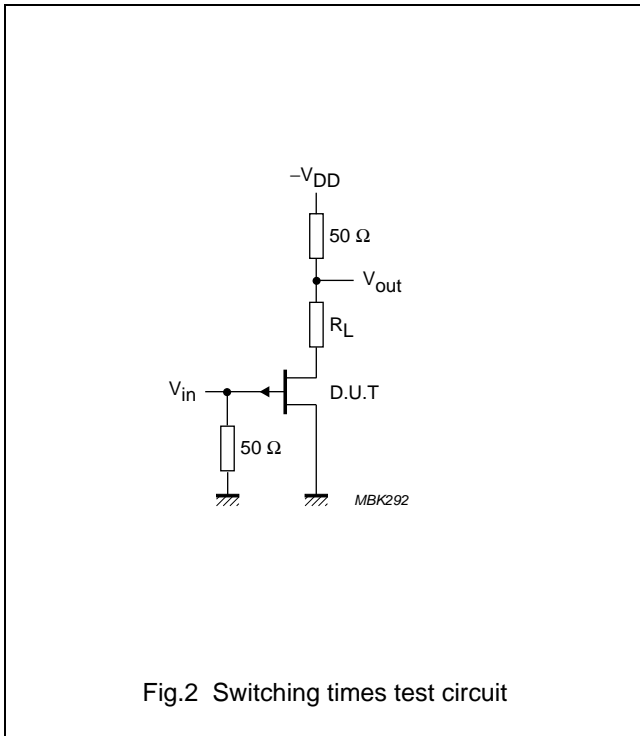 −VDD
50 Ω
Vout
RL
Vin
D.U.T
50 Ω
MBK292
Fig.2 Switching times test circuit